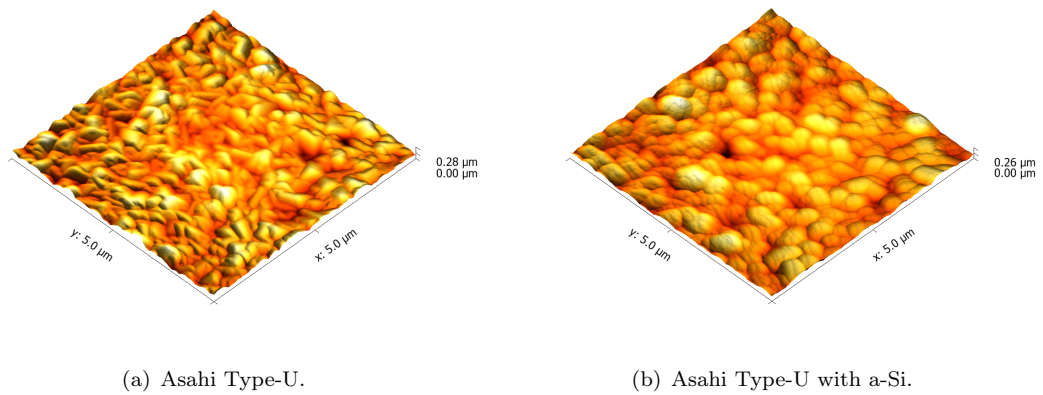 0.28 µm
0.00 µm
y: 5.0 µm
x: 5.0 µm
(a) Asahi Type-U.
0.26 µm
0.00 µm
y: 5.0 µm
x: 5.0 µm
(b) Asahi Type-U with a-Si.